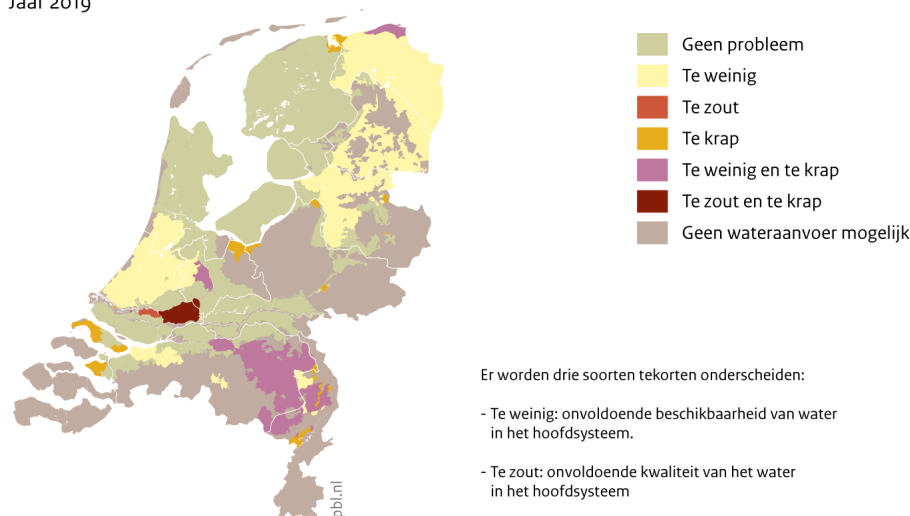 Jaar 2019
Geen probleem
Te weinig
Te zout
Te krap
Te weinig en te krap
Te zout en te krap
Geen wateraanvoer mogelijk
Er worden drie soorten tekorten onderscheiden:
- Te weinig: onvoldoende beschikbaarheid van water
in het hoofdsysteem.
- Te zout: onvoldoende kwaliteit van het water
in het hoofdsysteem
pbl.nl